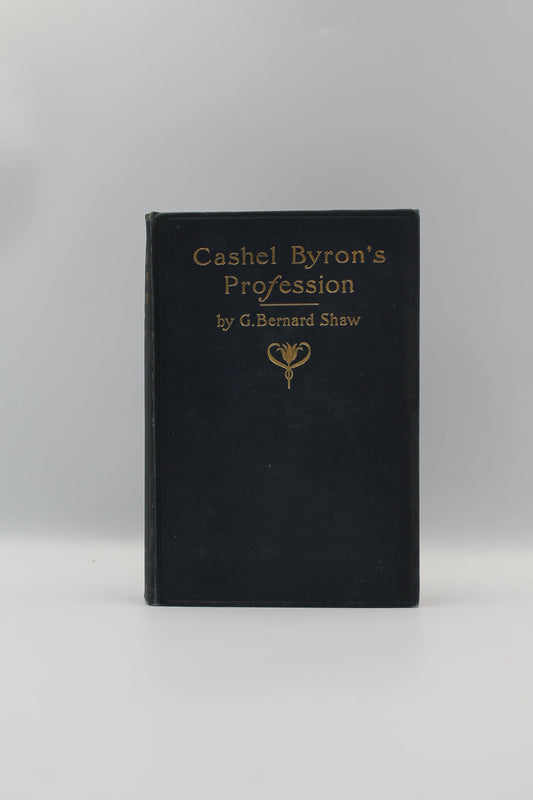 Cashel Byron's
Profession
by G. Bernard Shaw